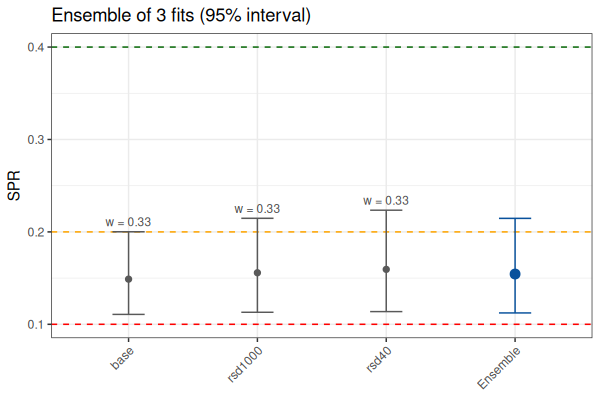 Ensemble of 3 fits (95% interval)
SPR
0.4
0.3
0.2
0.1
w = 0.33
w = 0.33
w = 0.33
base
rsd1000
rsd40
Ensemble